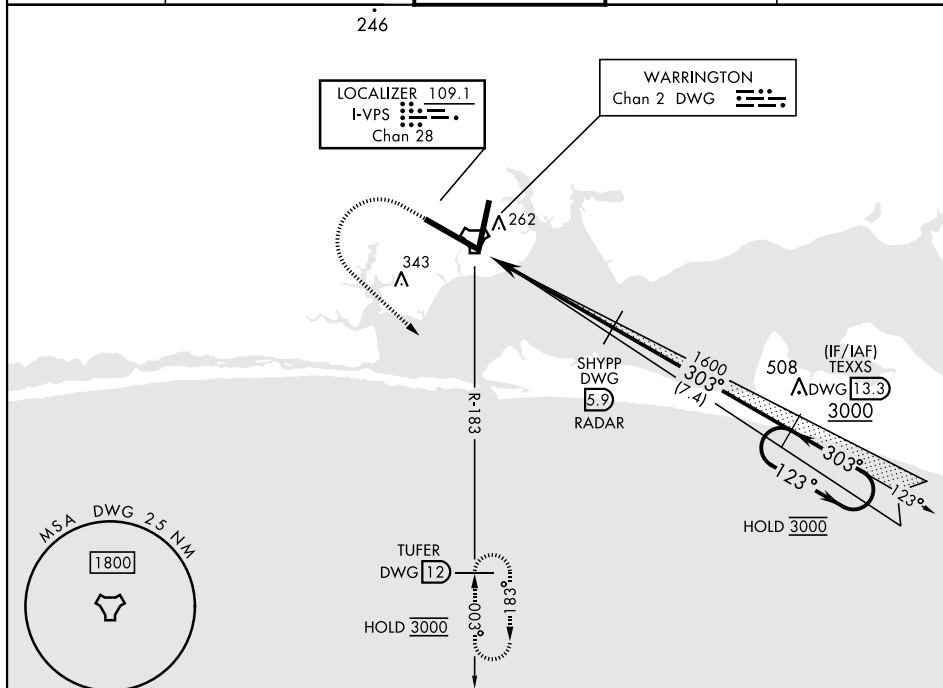 246
LOCALIZER 109.1
I-VPS
Chan 28
WARRINGTON
Chan 2 DWG
262
343
R-183
SHYPP
DWG
5.9
RADAR
1600
303°
(7.4)
508
(IF/IAF)
TEXXS
DWG 13.3
3000
303°
123°
123°
HOLD 3000
TUFER
DWG 12
HOLD 3000
003°
183°
MSA DWG 25 NM
1800